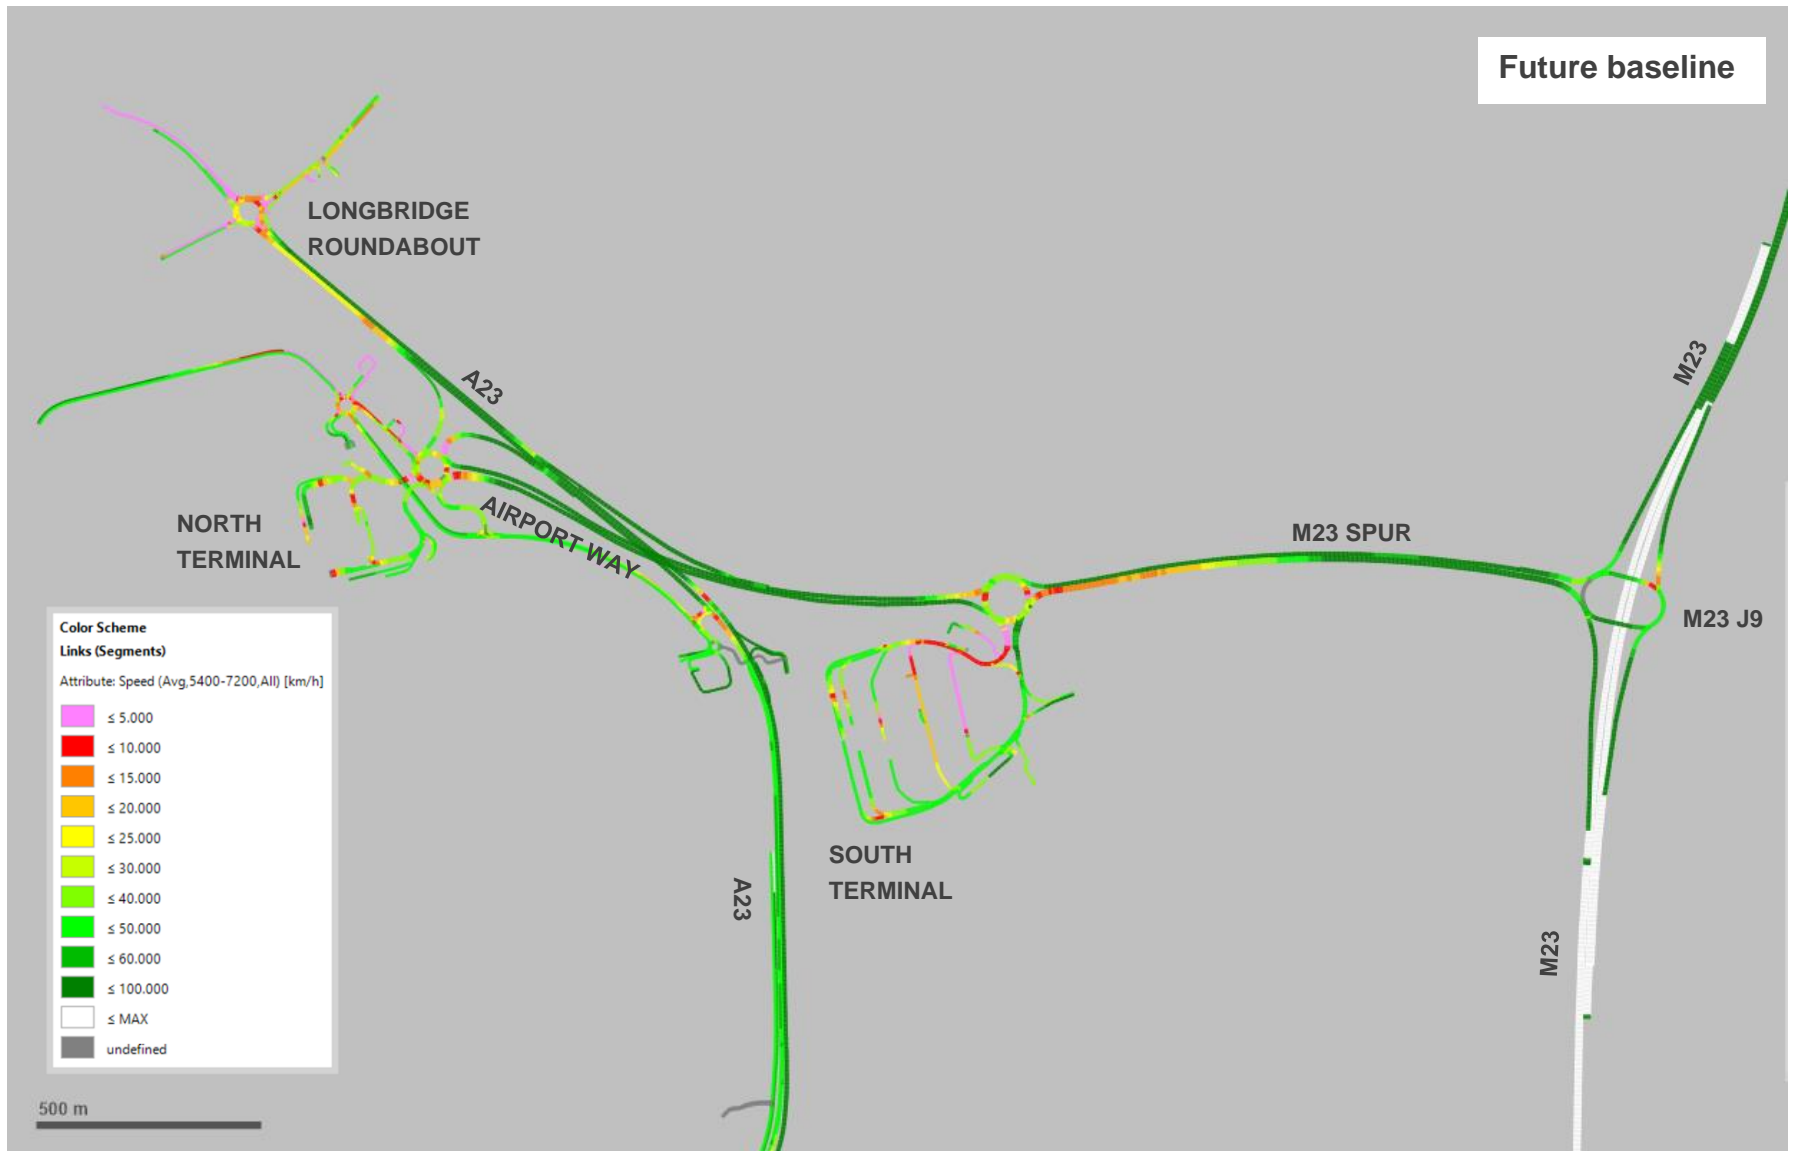 Future baseline
LONGBRIDGE
ROUNDABOUT
A23
M23
NORTH
TERMINAL
AIRPORT WAY
M23 SPUR
M23 J9
Color Scheme
Links (Segments)
Attribute: Speed (Avg,5400-7200,All) [km/h]
≤ 5.000
≤ 10.000
≤ 15.000
≤ 20.000
≤ 25.000
≤ 30.000
≤ 40.000
≤ 50.000
≤ 60.000
≤ 100.000
≤ MAX
undefined
SOUTH
TERMINAL
A23
M23
500 m